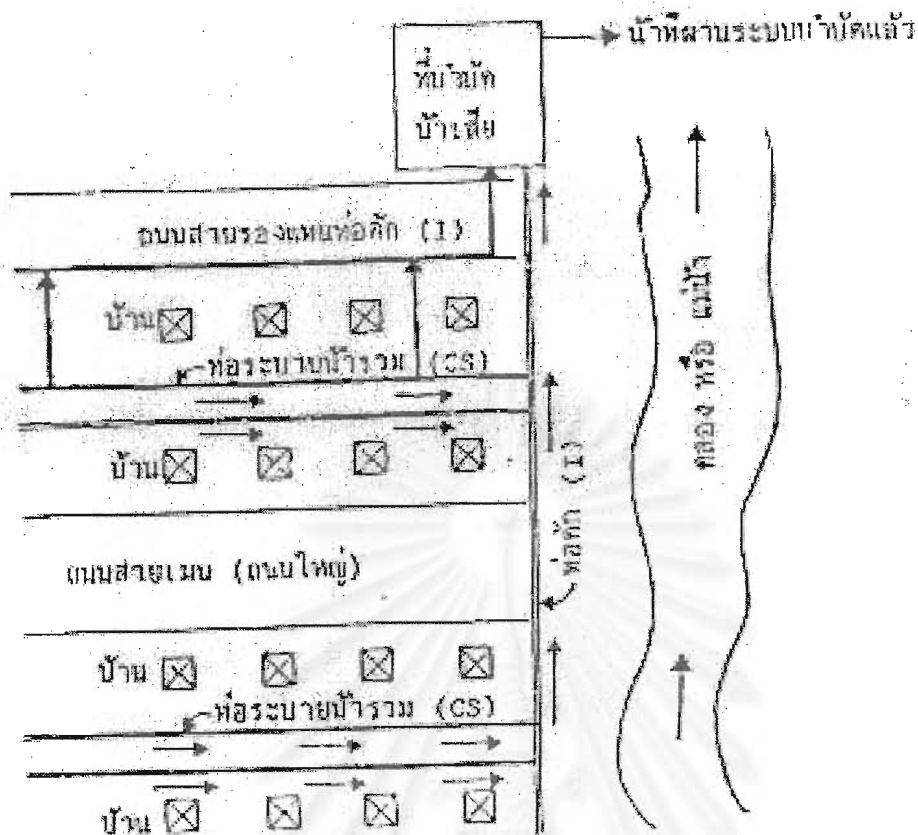 น้ำที่ผ่านระบบบำบัดแล้ว
ที่บำบัด
น้ำเสีย
ถนนสายรองแทนท่อดัก (I)
บ้าน
ท่อระบายน้ำรวม (CS)
บ้าน
ถนนสายเมน (ถนนใหญ่)
บ้าน
ท่อระบายน้ำรวม (CS)
บ้าน
ท่อดัก (I)
คลอง หรือ แม่น้ำ